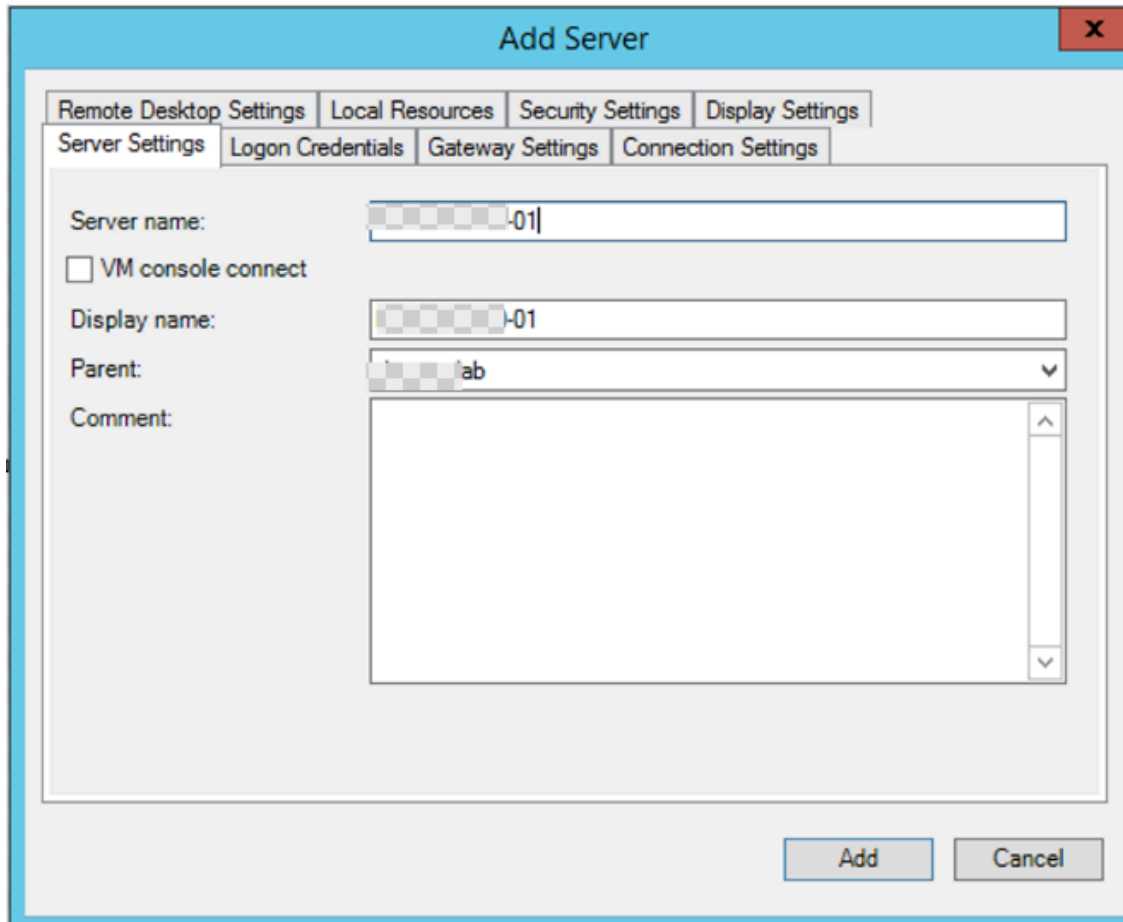 Add Server
x
Remote Desktop Settings Local Resources Security Settings Display Settings
Server Settings Logon Credentials Gateway Settings Connection Settings
Server name: -01
VM console connect
Display name: -01
Parent: ab
Comment:
Add Cancel